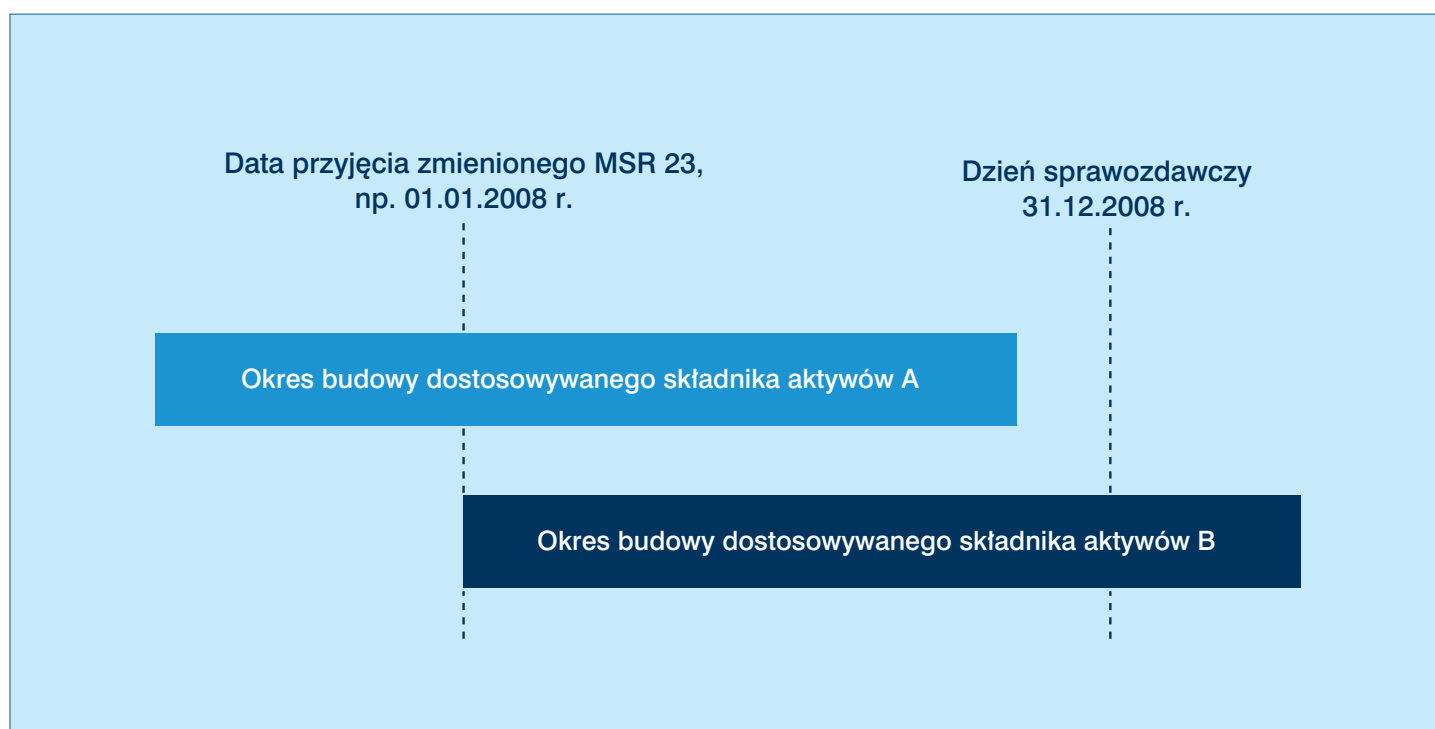 Data przyjęcia zmienionego MSR 23,
np. 01.01.2008 r.
Dzień sprawozdawczy
31.12.2008 r.
Okres budowy dostosowywanego składnika aktywów A
Okres budowy dostosowywanego składnika aktywów B